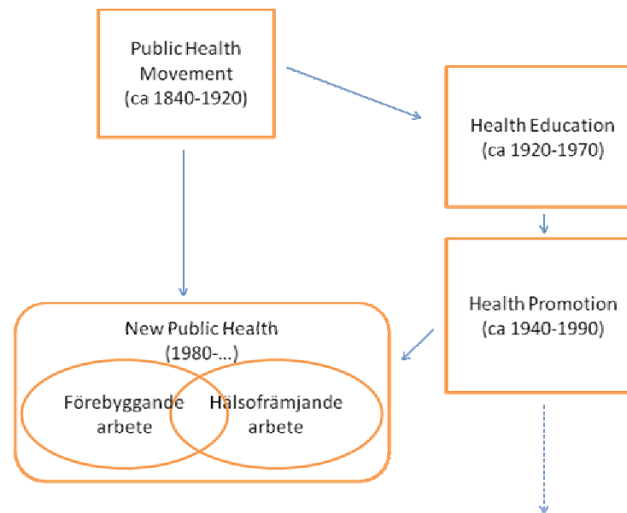 Public Health
Movement
(ca 1840-1920)
Health Education
(ca 1920-1970)
Health Promotion
(ca 1940-1990)
New Public Health
(1980-...)
Förebyggande
arbete
Hälsofrämjande
arbete